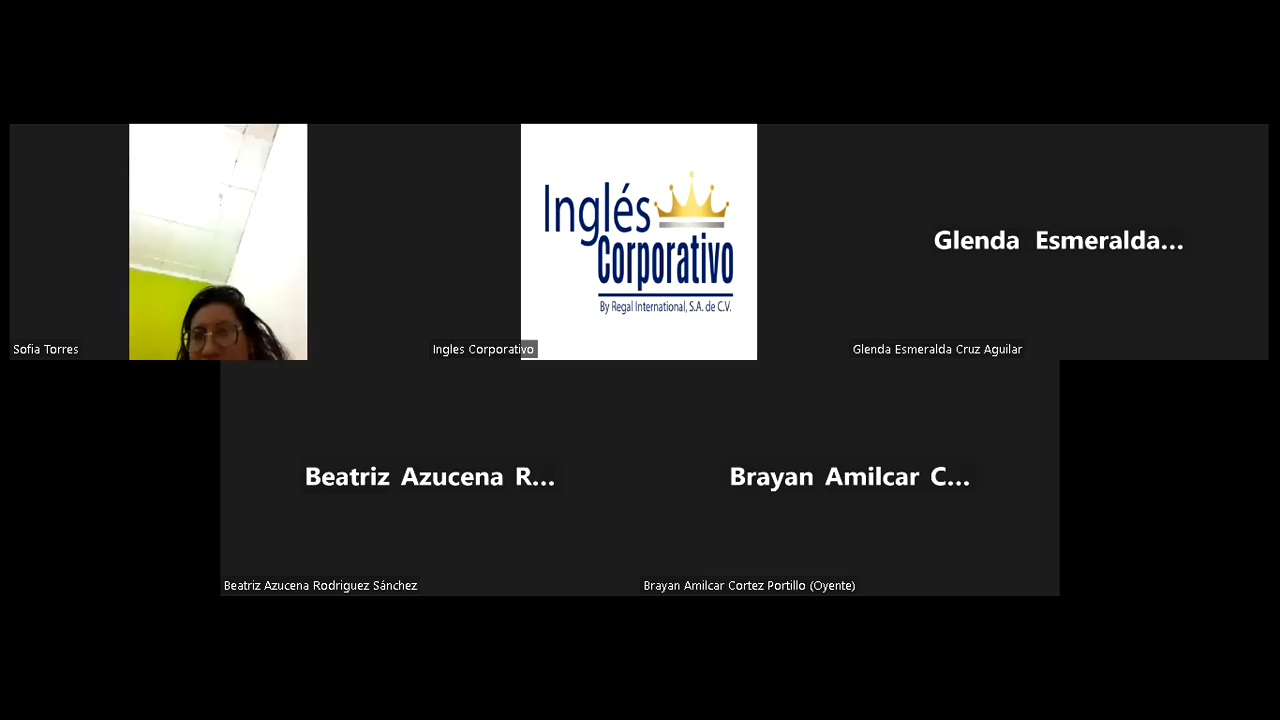 Inglés
Corporativo
By Regal International, S.A. de C.V.
Glenda Esmeralda...
Sofia Torres
Ingles Corporativo
Glenda Esmeralda Cruz Aguilar
Beatriz Azucena R...
Brayan Amilcar C...
Beatriz Azucena Rodriguez Sánchez
Brayan Amilcar Cortez Portillo (Oyente)